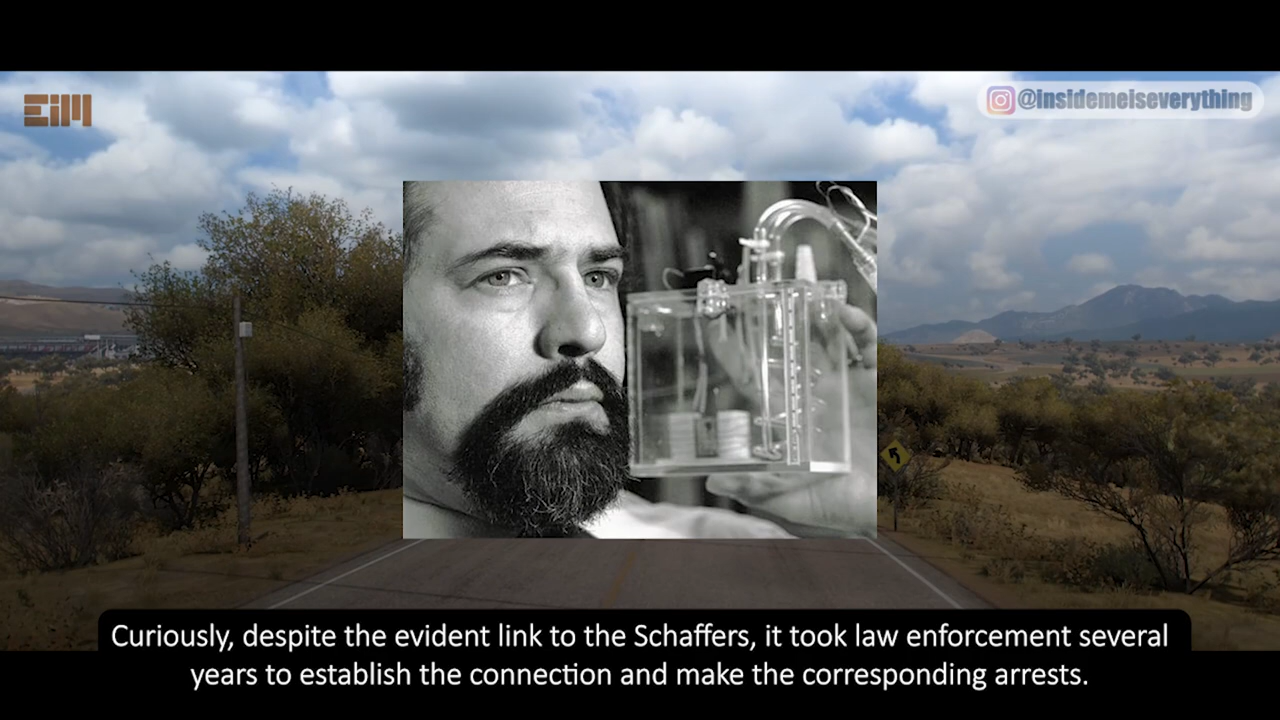 EiM
@insidemeiseverything
Curiously, despite the evident link to the Schaffers, it took law enforcement several
years to establish the connection and make the corresponding arrests.